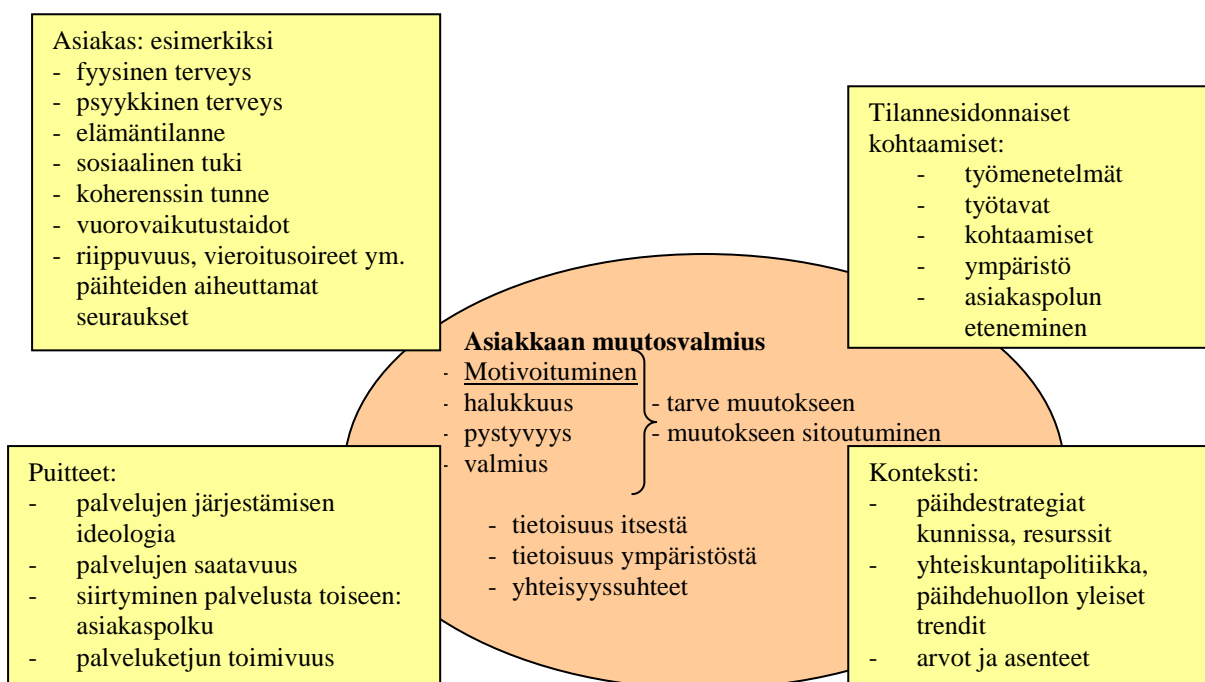 Asiakas: esimerkiksi
- fyysinen terveys
- psyykkinen terveys
- elämäntilanne
- sosiaalinen tuki
- koherenssin tunne
- vuorovaikutustaidot
- riippuvuus, vieroitusoireet ym.
päihteiden aiheuttamat
seuraukset
Tilannesidonnaiset
kohtaamiset:
- työmenetelmät
- työtavat
- kohtaamiset
- ympäristö
- asiakaspolun
eteneminen
Asiakkaan muutosvalmius
- Motivoituminen
- halukkuus
- pystyvyys
- valmius
- tarve muutokseen
- muutokseen sitoutuminen
- tietoisuus itsestä
- tietoisuus ympäristöstä
- yhteisyyssuhteet
Puitteet:
- palvelujen järjestämisen
ideologia
- palvelujen saatavuus
- siirtyminen palvelusta toiseen:
asiakaspolku
- palveluketjun toimivuus
Konteksti:
- päihdestrategiat
kunnissa, resurssit
- yhteiskuntapolitiikka,
päihdehuollon yleiset
trendit
- arvot ja asenteet